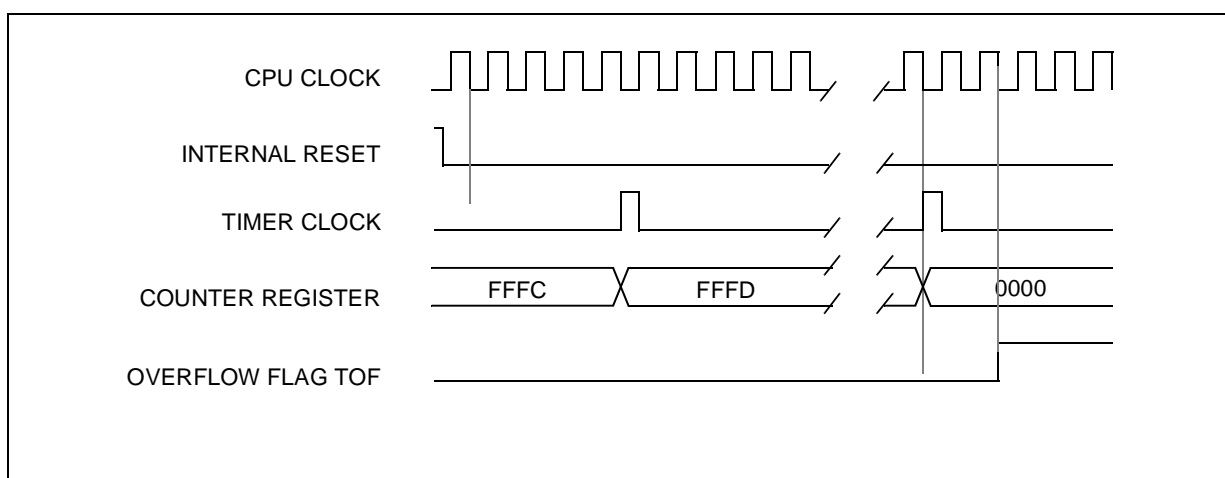 CPU CLOCK
INTERNAL RESET
TIMER CLOCK
COUNTER REGISTER
FFFC
FFFD
0000
OVERFLOW FLAG TOF